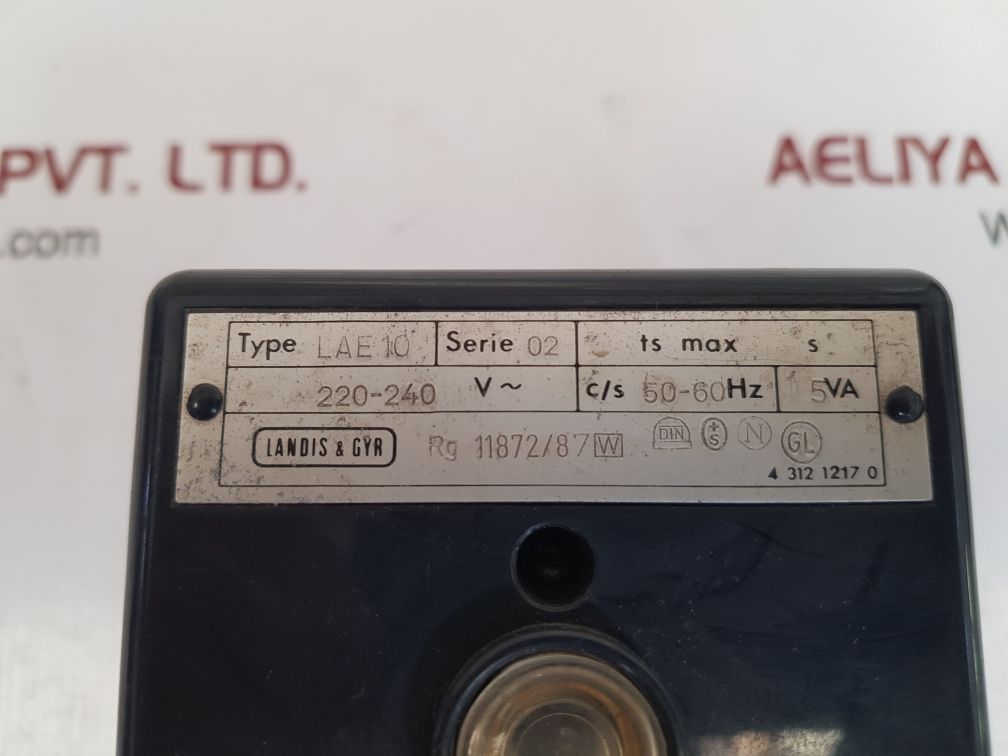 PVT. LTD. AELIYA
.com W
Type LAE 10 Serie 02 ts max s
220-240 V~ c/s 50-60Hz 5VA
LANDIS & GYR Rg 11872/87 W DIN +S N GL
4 312 1217 0